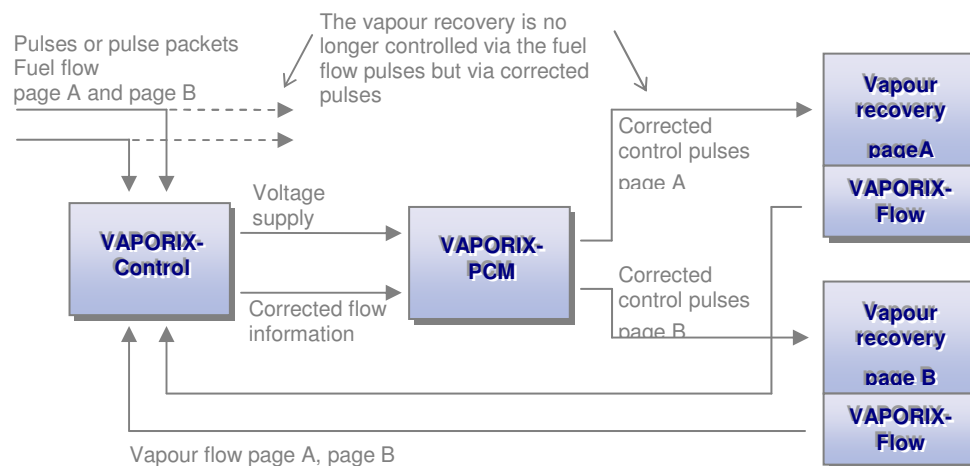 Pulses or pulse packets
Fuel flow
page A and page B
The vapour recovery is no
longer controlled via the fuel
flow pulses but via corrected
pulses
Vapour
recovery
pageA
VAPORIX-
Flow
Corrected
control pulses
page A
Voltage
supply
VAPORIX-
Control
VAPORIX-
PCM
Corrected flow
information
Corrected
control pulses
page B
Vapour
recovery
page B
VAPORIX-
Flow
Vapour flow page A, page B